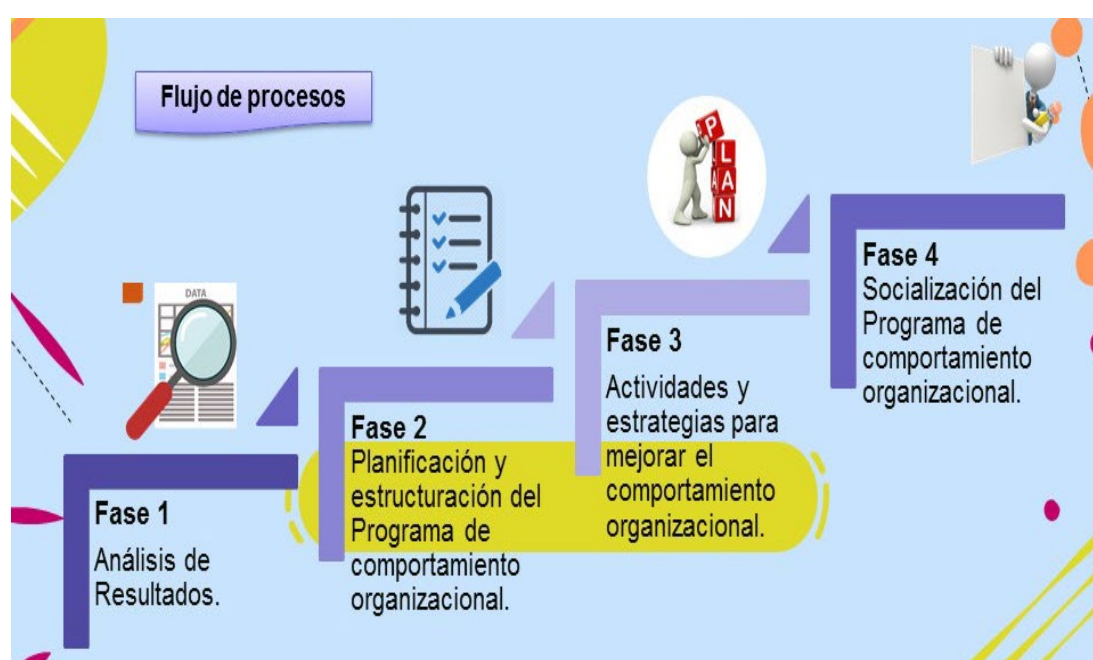 Flujo de procesos
DATA
PLAN
Fase 1
Análisis de
Resultados.
Fase 2
Planificación y
estructuración del
Programa de
comportamiento
organizacional.
Fase 3
Actividades y
estrategias para
mejorar el
comportamiento
organizacional.
Fase 4
Socialización del
Programa de
comportamiento
organizacional.